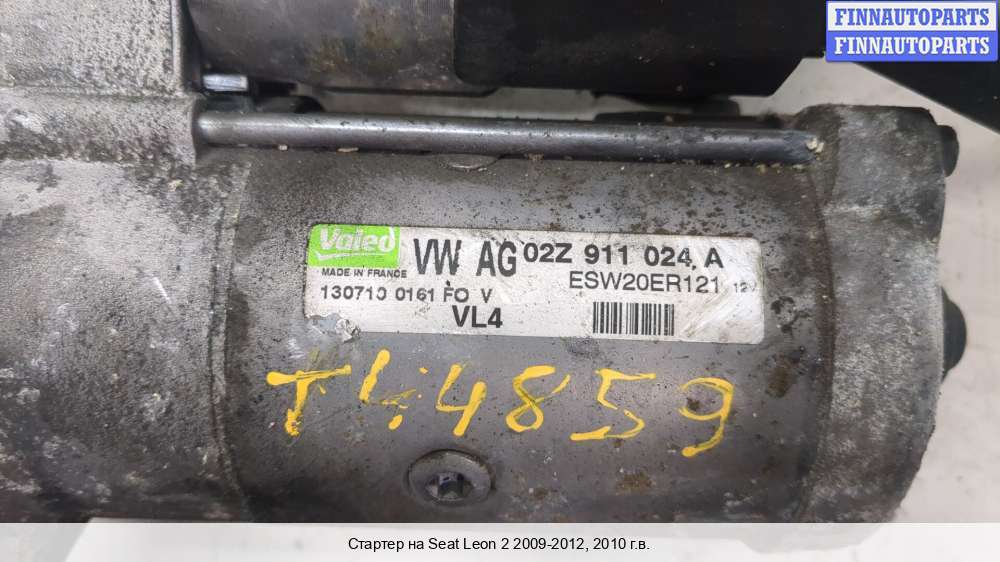 FINNAUTOPARTS
FINNAUTOPARTS
Valeo VW AG 02Z 911 024 A
MADE IN FRANCE ESW20ER121 12V
130710 0161 FO V
VL4
Стартер на Seat Leon 2 2009-2012, 2010 г.в.